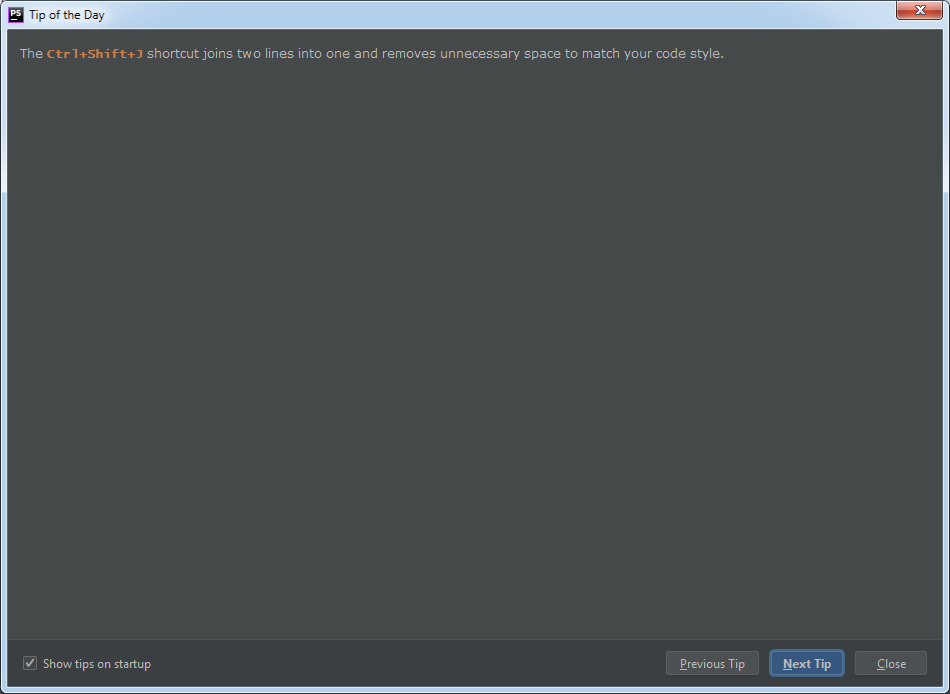 PS Tip of the Day
The Ctrl+Shift+J shortcut joins two lines into one and removes unnecessary space to match your code style.
Show tips on startup Previous Tip Next Tip Close